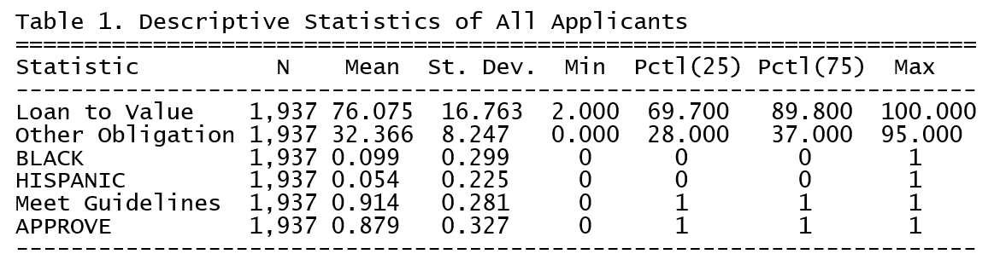 Table 1. Descriptive Statistics of All Applicants
======================================================================
Statistic          N    Mean  St. Dev.  Min  Pctl(25) Pctl(75)  Max
----------------------------------------------------------------------
Loan to Value    1,937 76.075  16.763  2.000  69.700   89.800  100.000
Other Obligation 1,937 32.366  8.247   0.000  28.000   37.000  95.000
BLACK            1,937 0.099   0.299     0      0        0        1
HISPANIC         1,937 0.054   0.225     0      0        0        1
Meet Guidelines  1,937 0.914   0.281     0      1        1        1
APPROVE          1,937 0.879   0.327     0      1        1        1
----------------------------------------------------------------------